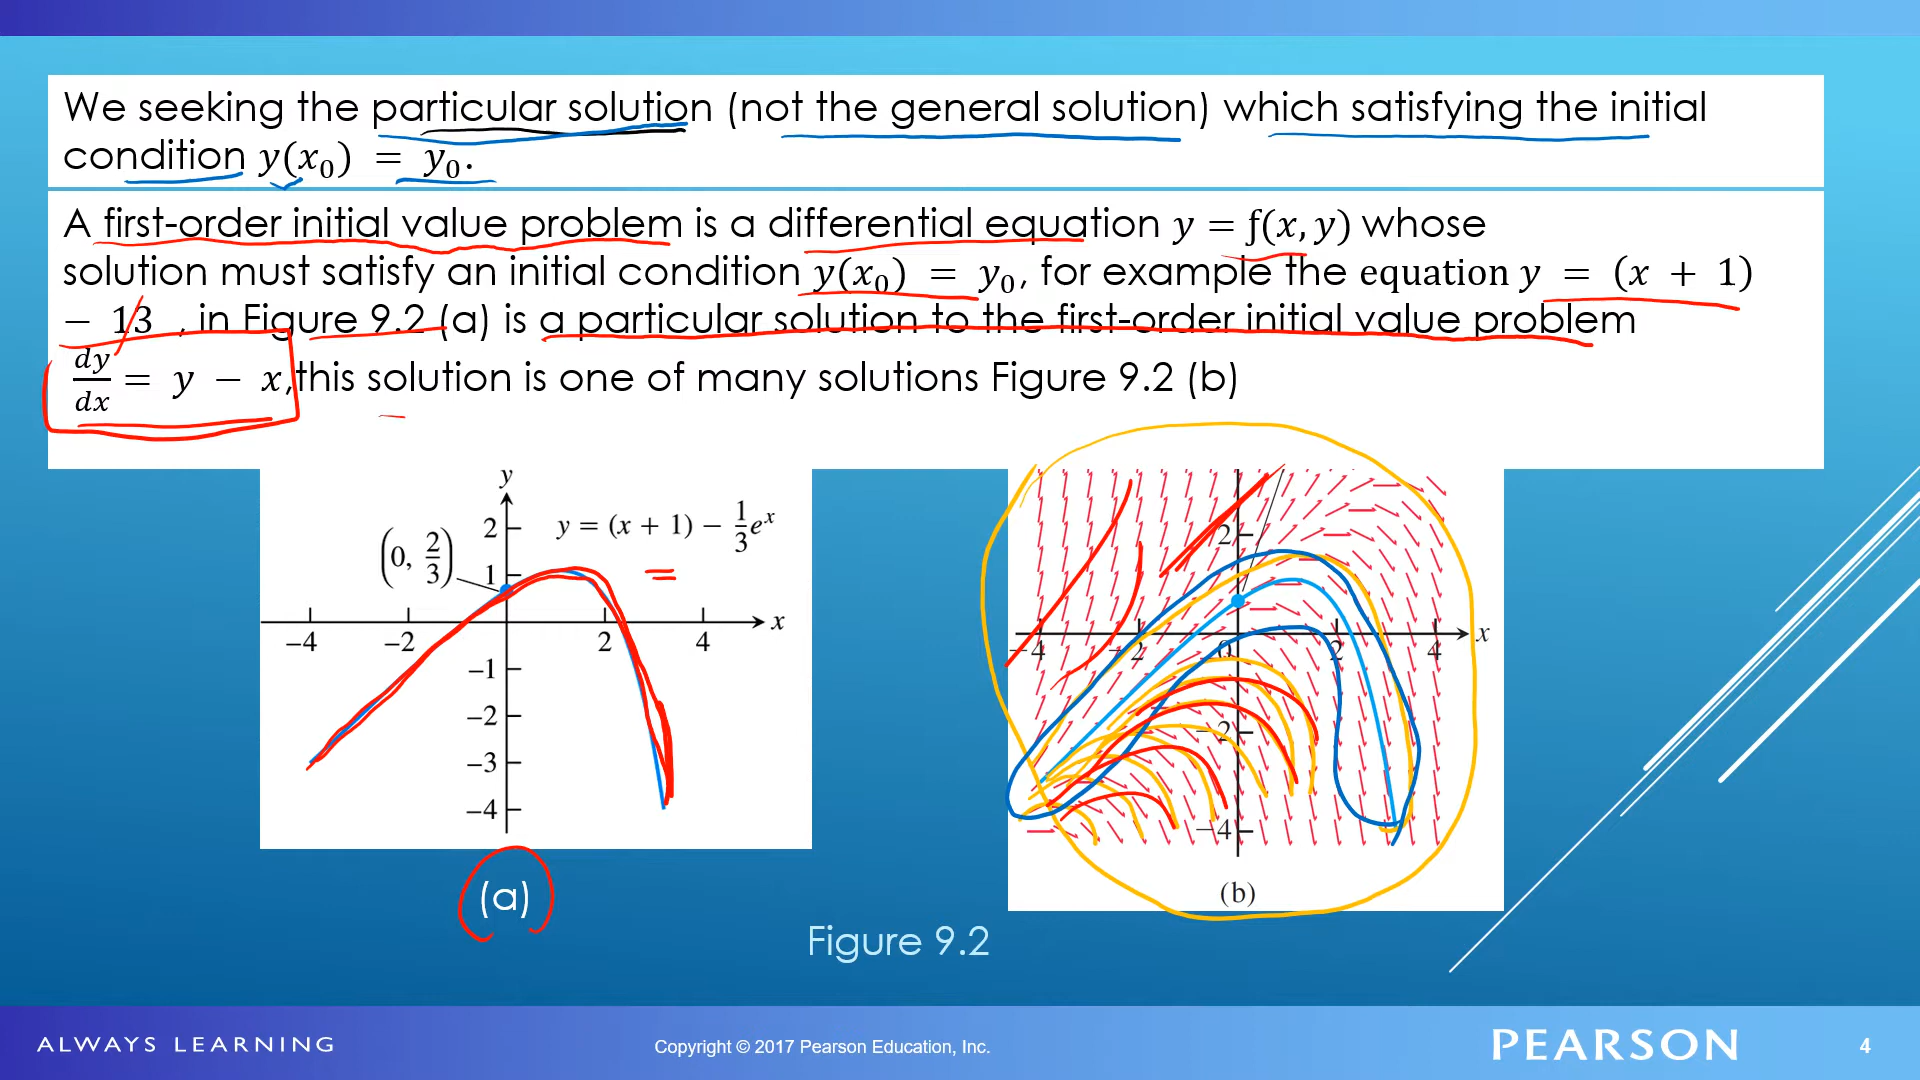 We seeking the particular solution (not the general solution) which satisfying the initial
condition y(x₀) = y₀.
A first-order initial value problem is a differential equation y = f(x, y) whose
solution must satisfy an initial condition y(x₀) = y₀, for example the equation y = (x + 1)
− 13 , in Figure 9.2 (a) is a particular solution to the first-order initial value problem
dy/dx = y − x, this solution is one of many solutions Figure 9.2 (b)
y
(0, 2/3)
2
y = (x + 1) − 1/3 eˣ
1
−4 −2 2 4 x
−1
−2
−3
−4
(a)
2
−4 −2 0 2 4 x
−2
−4
(b)
Figure 9.2
ALWAYS LEARNING
Copyright © 2017 Pearson Education, Inc.
PEARSON
4